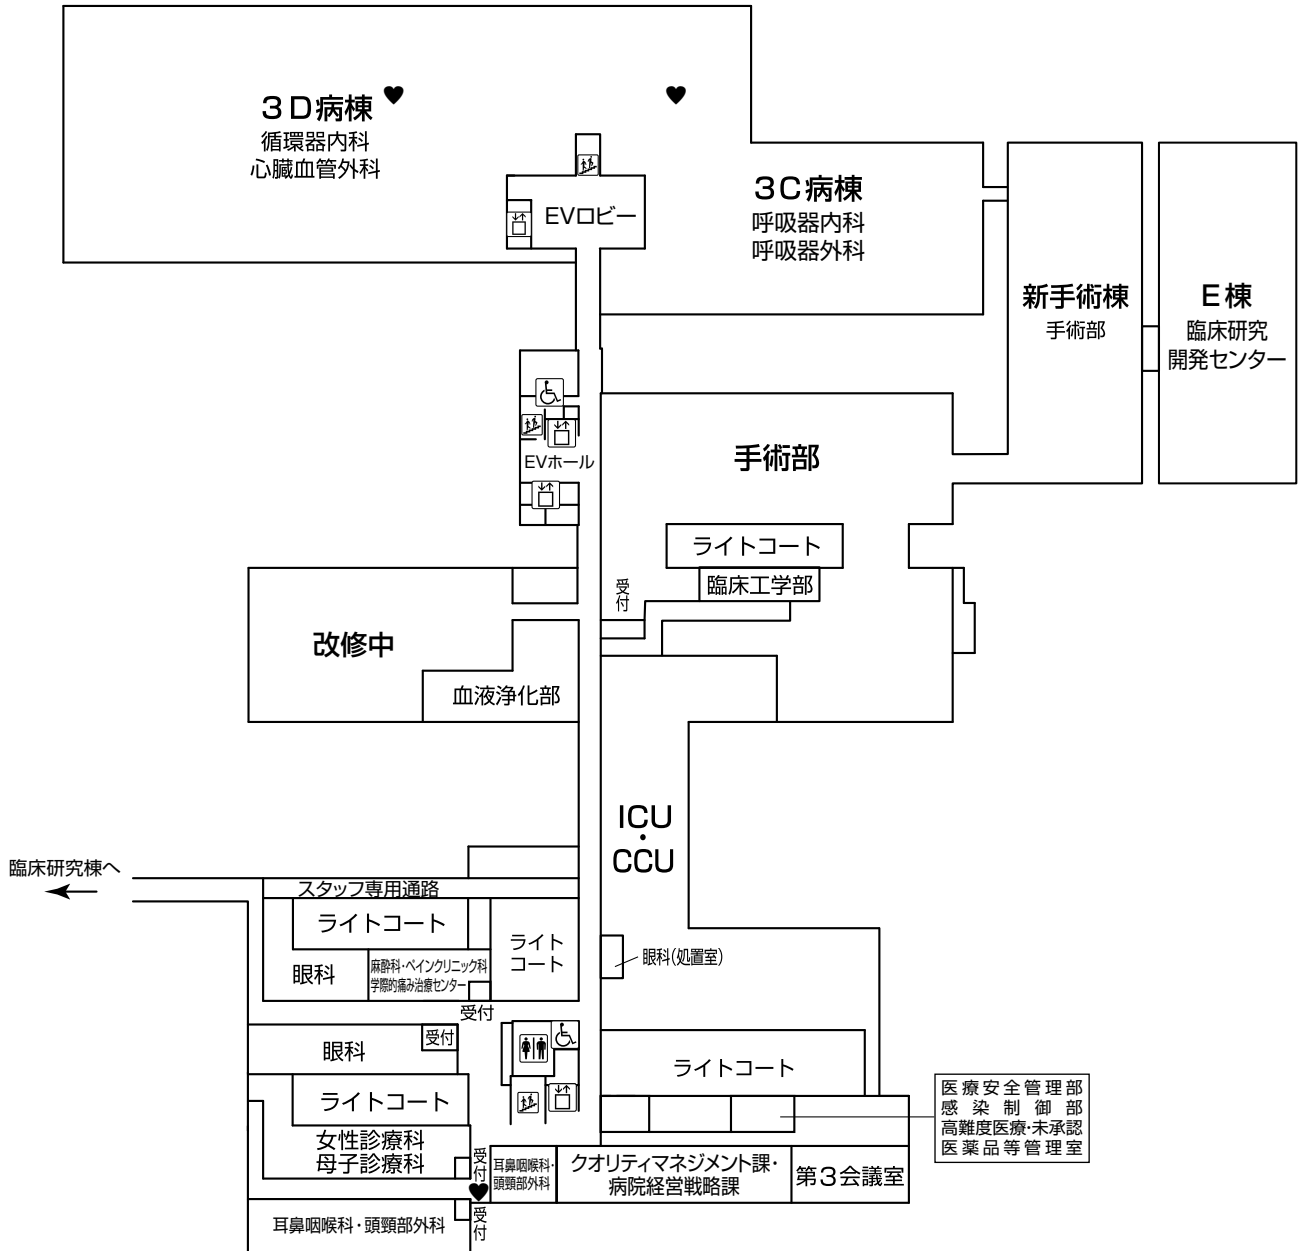 3D病棟
循環器内科
心臓血管外科
EVロビー
3C病棟
呼吸器内科
呼吸器外科
新手術棟
手術部
E棟
臨床研究
開発センター
EVホール
手術部
ライトコート
臨床工学部
受付
改修中
血液浄化部
ICU
・
CCU
臨床研究棟へ
スタッフ専用通路
ライトコート
ライト
コート
眼科
麻酔科・ペインクリニック科
学際的痛み治療センター
受付
眼科(処置室)
眼科
受付
ライトコート
ライトコート
女性診療科
母子診療科
受付
耳鼻咽喉科・
頭頸部外科
クオリティマネジメント課・
病院経営戦略課
第3会議室
医療安全管理部
感染制御部
高難度医療・未承認
医薬品等管理室
耳鼻咽喉科・頭頸部外科
受付